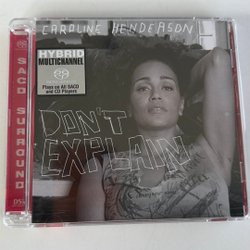 CAROLINE HENDERSON
HYBRID
MULTICHANNEL
Plays on All SACD
and CD Players
DON'T
EXPLAIN
SACD SURROUND